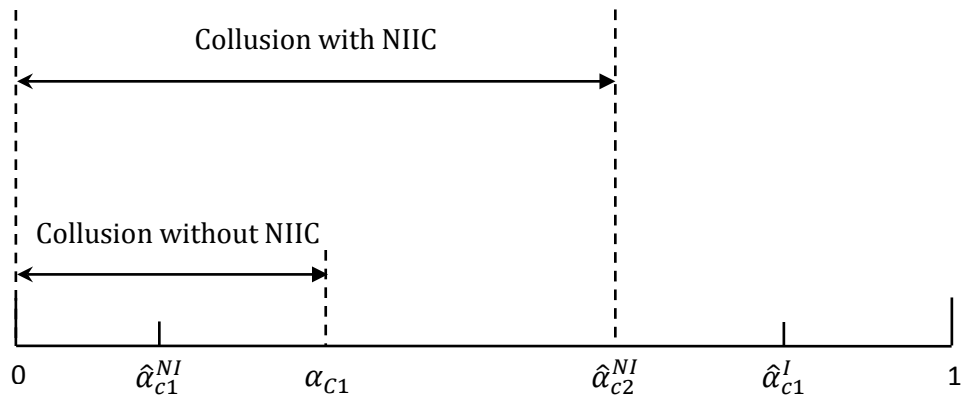 Collusion with NIIC
Collusion without NIIC
0 α̂_{c1}^{NI} α_{C1} α̂_{c2}^{NI} α̂_{c1}^{I} 1